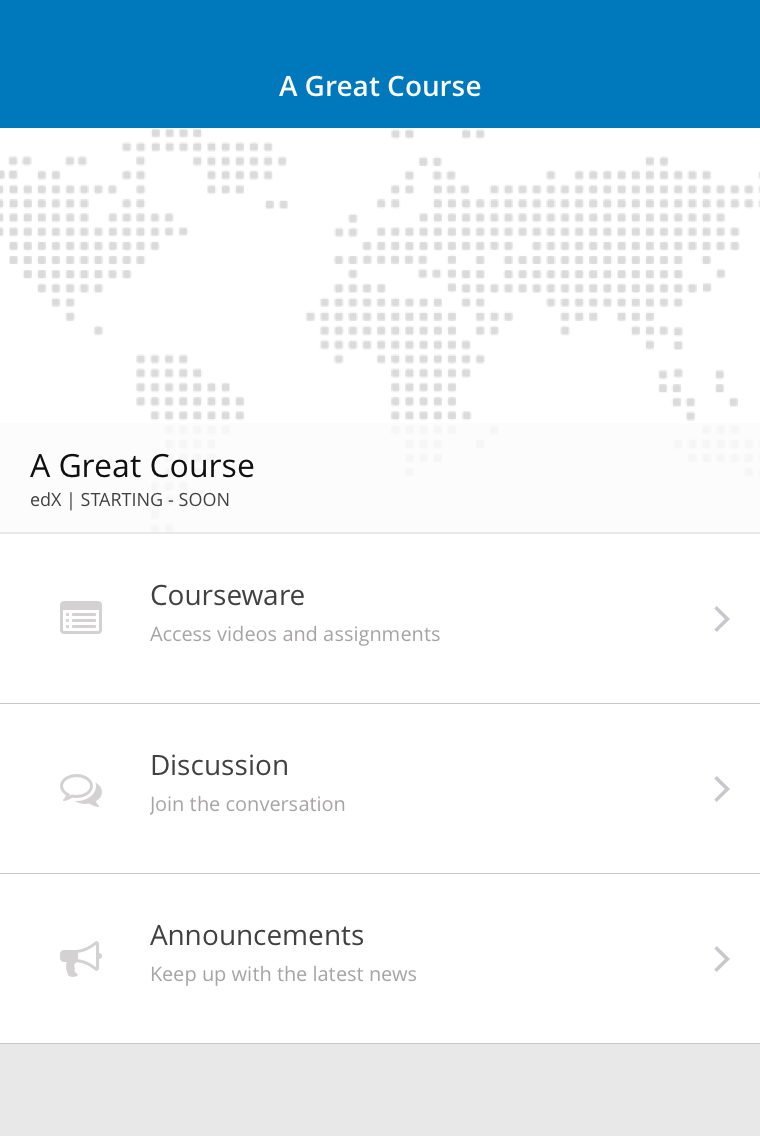 A Great Course
A Great Course
edX | STARTING - SOON
Courseware
Access videos and assignments
Discussion
Join the conversation
Announcements
Keep up with the latest news